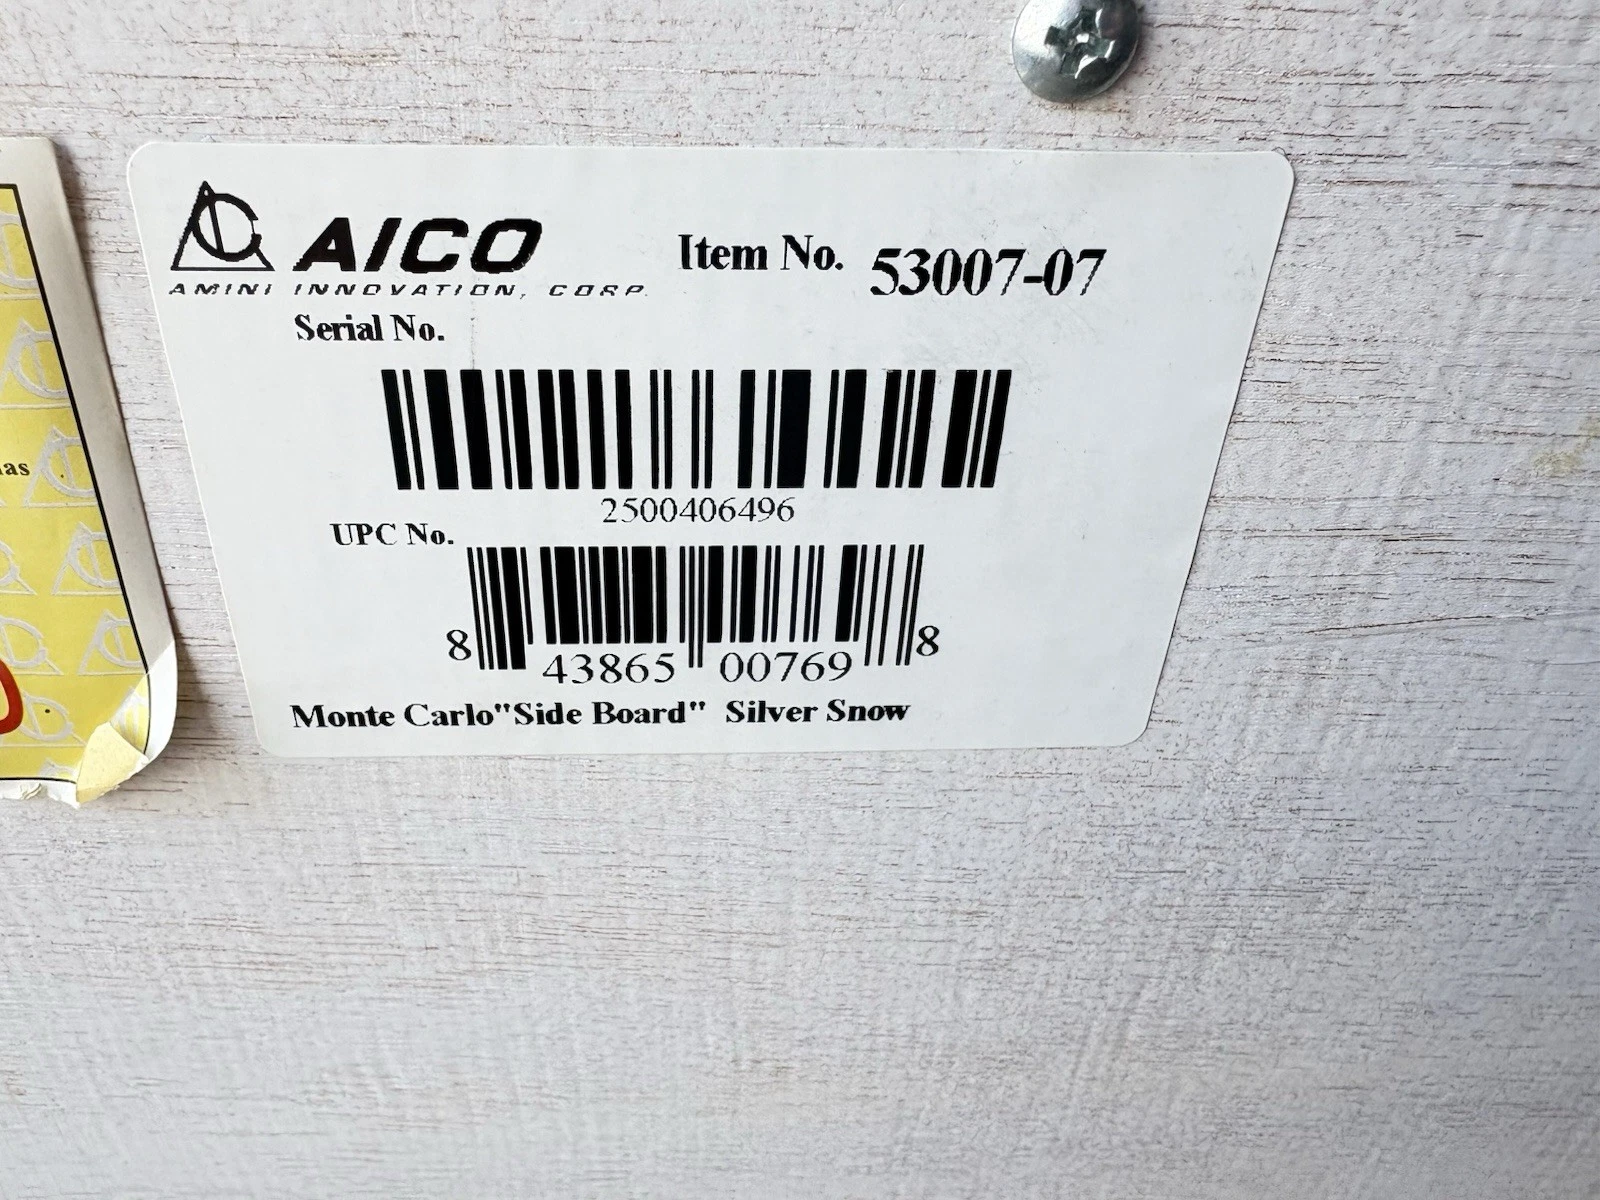 AICO
Item No. 53007-07
AMINI INNOVATION, CORP.
Serial No.
2500406496
UPC No.
8 43865 00769 8
Monte Carlo"Side Board" Silver Snow